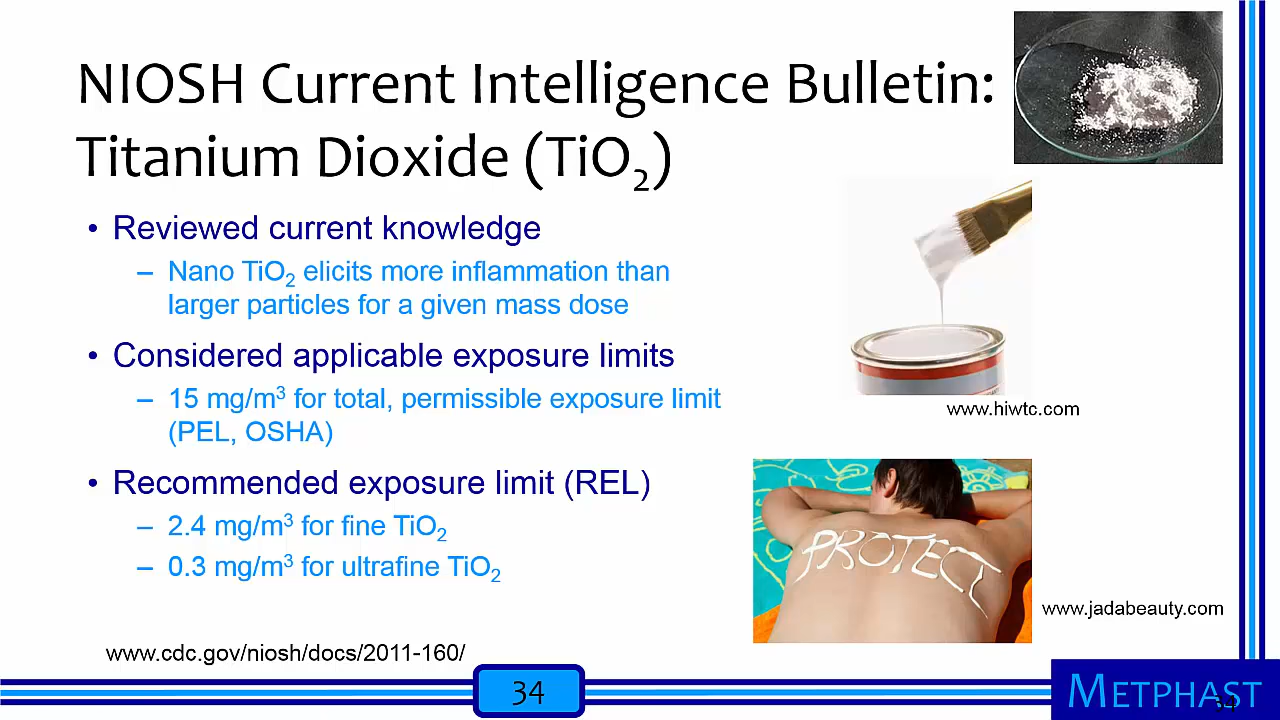 NIOSH Current Intelligence Bulletin:
Titanium Dioxide (TiO₂)
• Reviewed current knowledge
– Nano TiO₂ elicits more inflammation than
larger particles for a given mass dose
• Considered applicable exposure limits
– 15 mg/m³ for total, permissible exposure limit
(PEL, OSHA)
• Recommended exposure limit (REL)
– 2.4 mg/m³ for fine TiO₂
– 0.3 mg/m³ for ultrafine TiO₂
www.hiwtc.com
PROTECT
www.jadabeauty.com
www.cdc.gov/niosh/docs/2011-160/
34
METPHAST
34